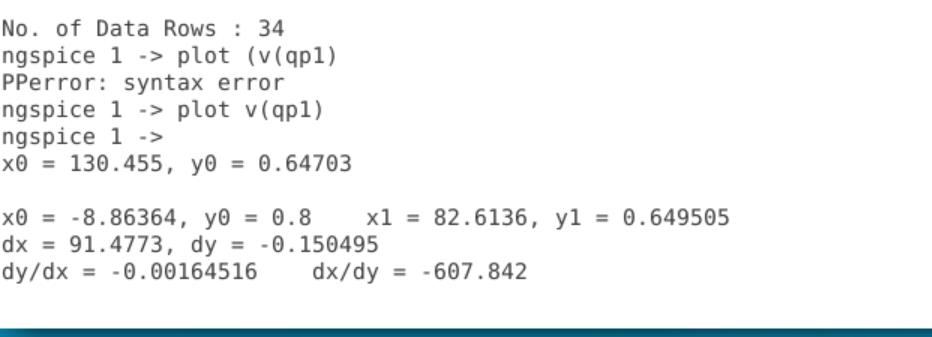 No. of Data Rows : 34
ngspice 1 -> plot (v(qp1)
PPerror: syntax error
ngspice 1 -> plot v(qp1)
ngspice 1 ->
x0 = 130.455, y0 = 0.64703
x0 = -8.86364, y0 = 0.8    x1 = 82.6136, y1 = 0.649505
dx = 91.4773, dy = -0.150495
dy/dx = -0.00164516    dx/dy = -607.842